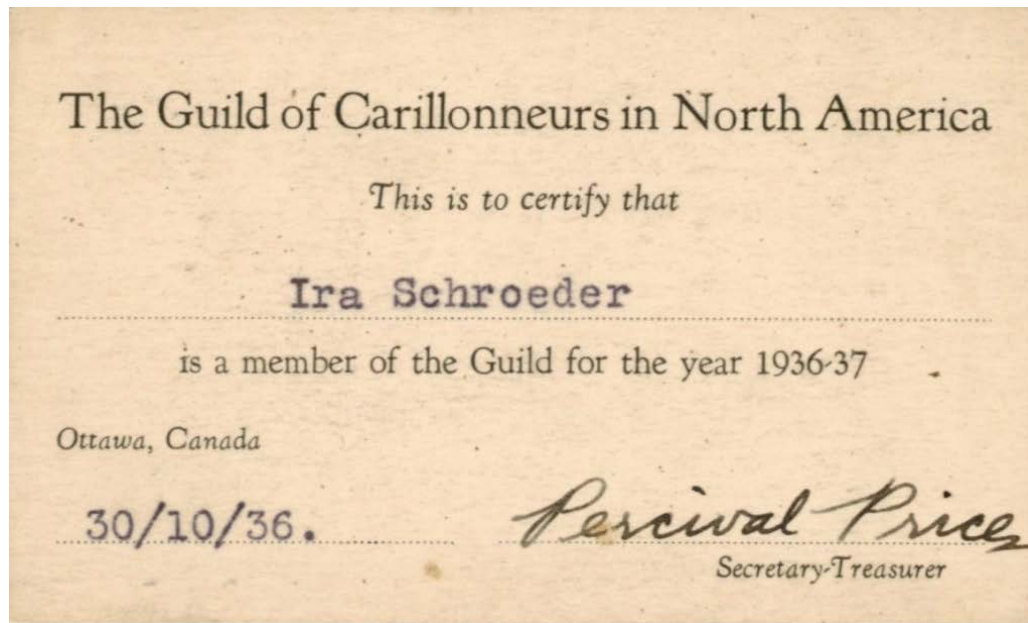 The Guild of Carillonneurs in North America
This is to certify that
Ira Schroeder
is a member of the Guild for the year 1936-37
Ottawa, Canada
30/10/36.
Percival Price
Secretary-Treasurer